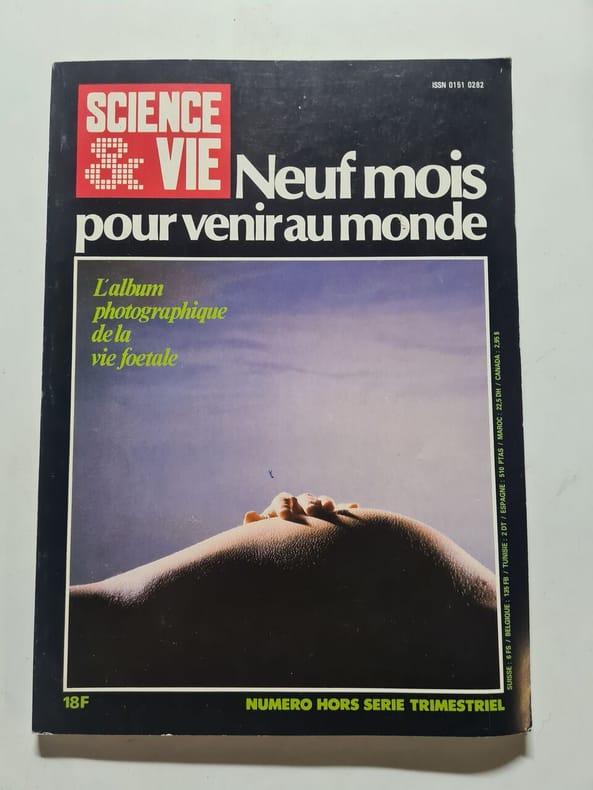 ISSN 0151 0282
SCIENCE
& VIE
Neuf mois
pour venir au monde
L'album
photographique
de la
vie foetale
SUISSE : 6 FS / BELGIQUE : 135 FB / TUNISIE : 2 DT / ESPAGNE : 510 PTAS / MAROC : 22,5 DH / CANADA : 2,95 $
18F
NUMERO HORS SERIE TRIMESTRIEL